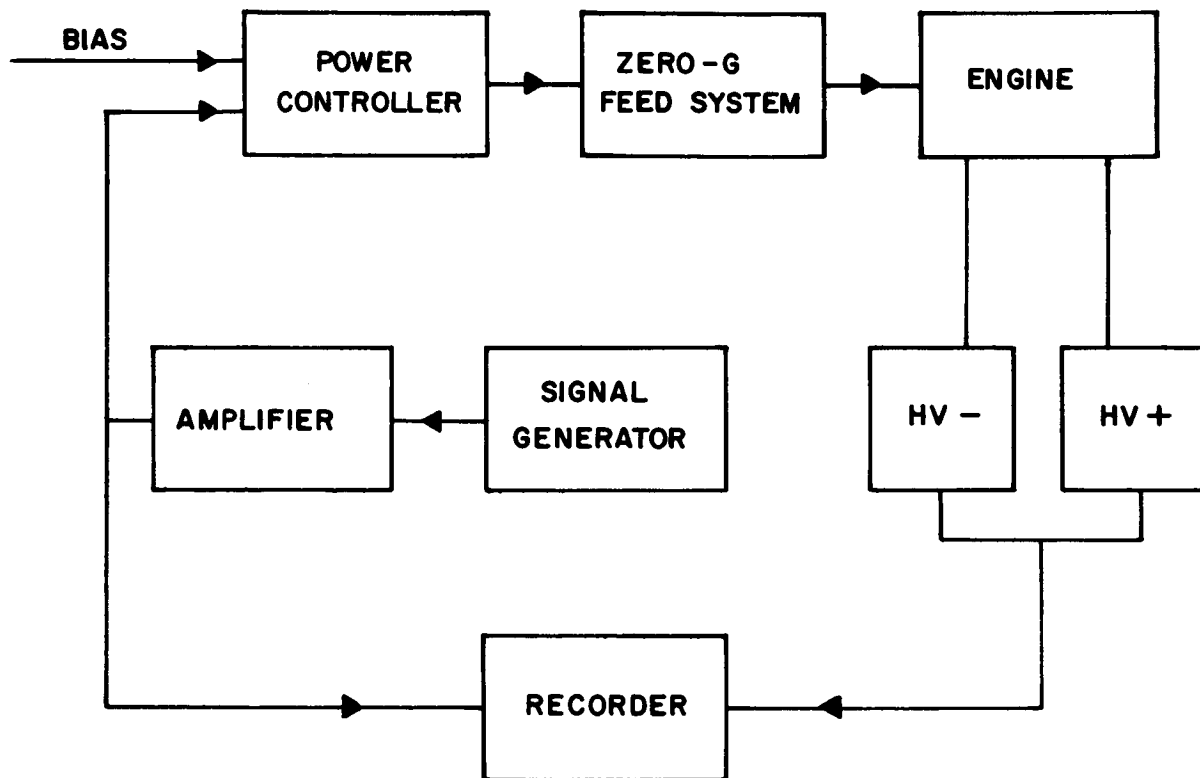 BIAS
POWER
CONTROLLER
ZERO-G
FEED SYSTEM
ENGINE
AMPLIFIER
SIGNAL
GENERATOR
HV -
HV +
RECORDER